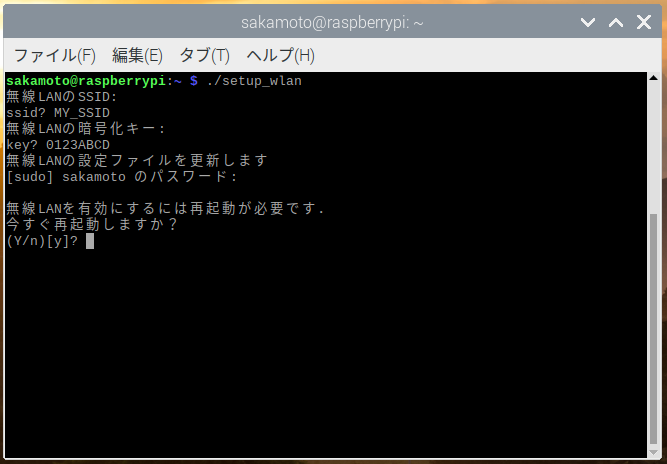 sakamoto@raspberrypi: ~
ファイル(F) 編集(E) タブ(T) ヘルプ(H)
sakamoto@raspberrypi:~ $ ./setup_wlan
無線LANのSSID:
ssid? MY_SSID
無線LANの暗号化キー:
key? 0123ABCD
無線LANの設定ファイルを更新します
[sudo] sakamoto のパスワード:
無線LANを有効にするには再起動が必要です.
今すぐ再起動しますか？
(Y/n)[y]?